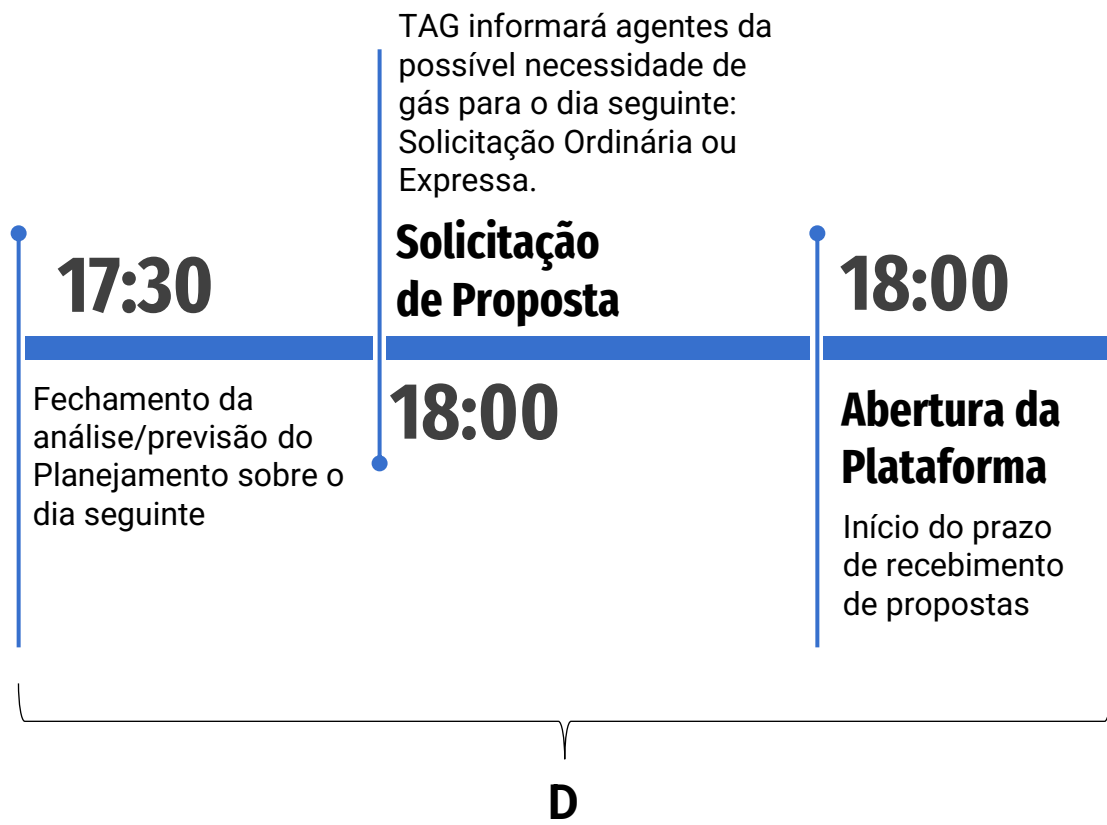 17:30
Fechamento da
análise/previsão do
Planejamento sobre o
dia seguinte
TAG informará agentes da
possível necessidade de
gás para o dia seguinte:
Solicitação Ordinária ou
Expressa.
Solicitação
de Proposta
18:00
18:00
Abertura da
Plataforma
Início do prazo
de recebimento
de propostas
D